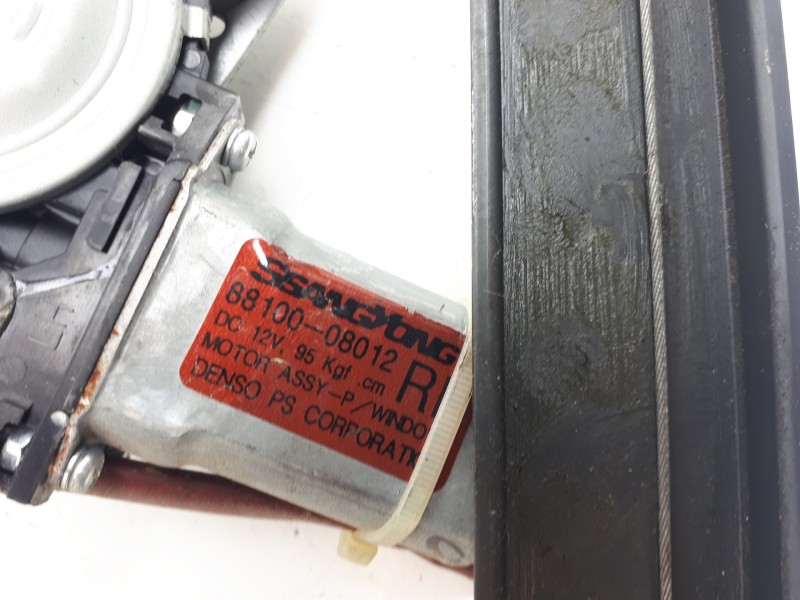 SSANGYONG
88100-08012
DC 12V 95 Kgf.cm
MOTOR ASSY-P/WINDO
DENSO PS CORPORATI